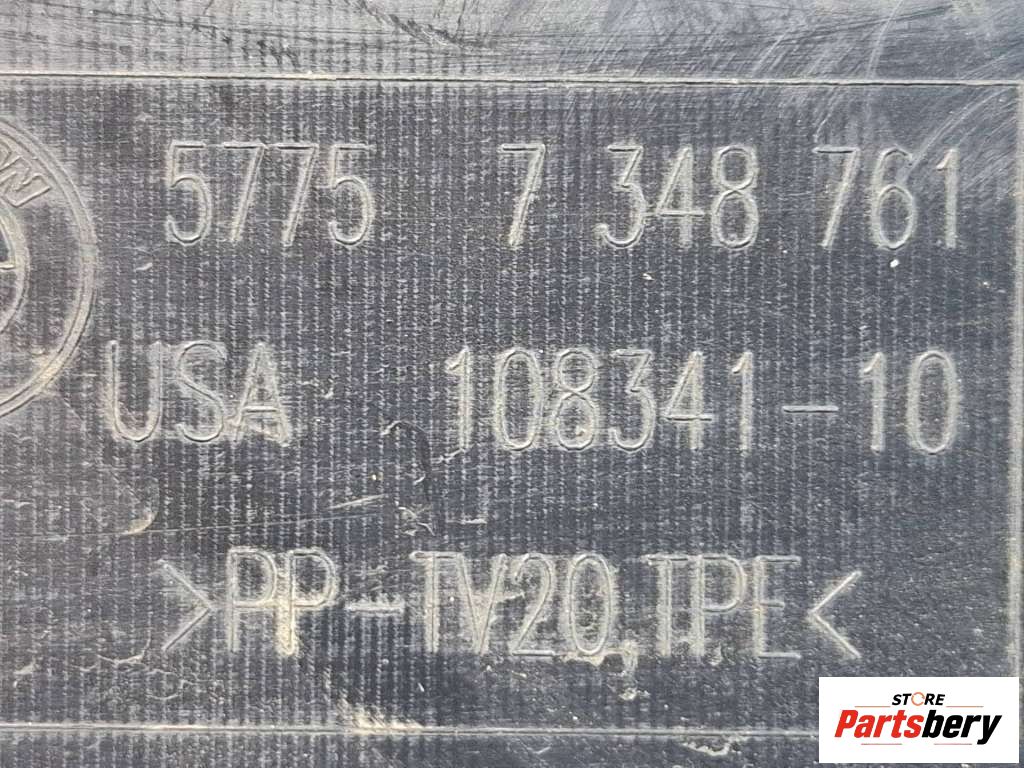 5775 7 348 761
USA 108341-10
>PP-TV20,TPE<
STORE
Partsbery